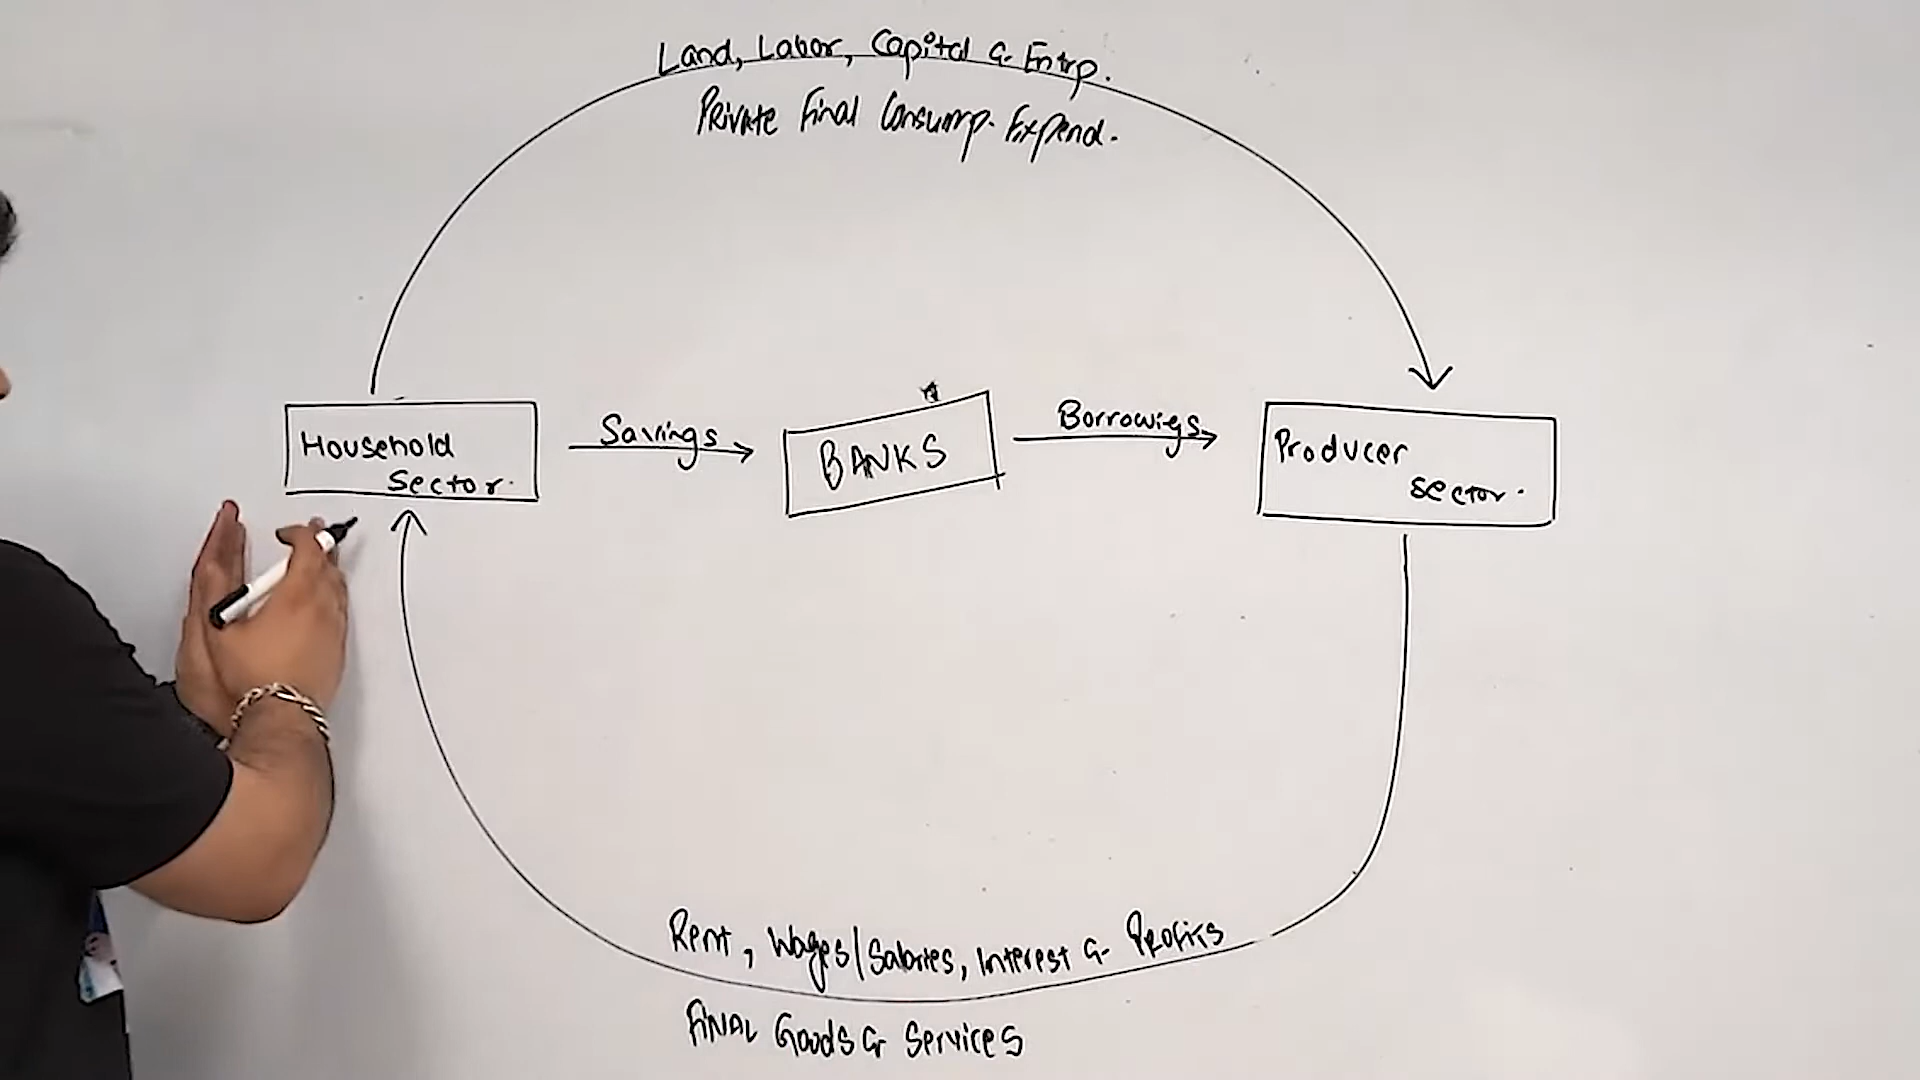 Land, Labor, Capital & Entrp.
Private Final Consump. Expend.
Household
Sector.
Savings
BANKS
Borrowigs
Producer
Sector.
Rent, Wages/Salaries, Interest & Profits
FINAL Goods & Services